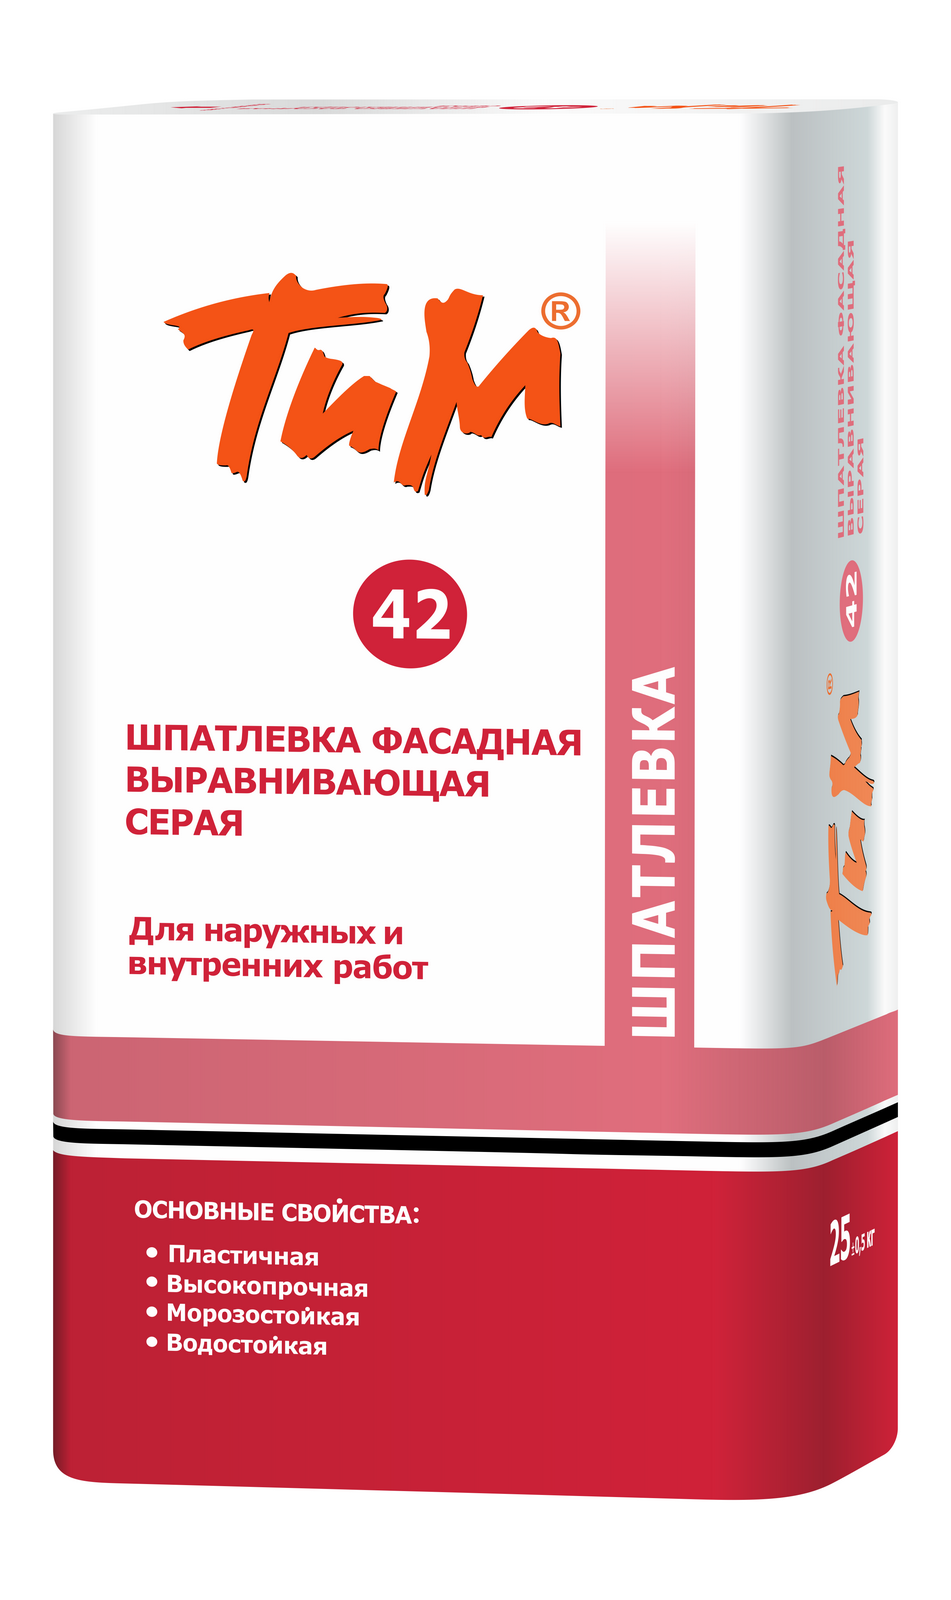 ТиМ®
42
ШПАТЛЕВКА ФАСАДНАЯ
ВЫРАВНИВАЮЩАЯ
СЕРАЯ
Для наружных и
внутренних работ
ШПАТЛЕВКА
ОСНОВНЫЕ СВОЙСТВА:
• Пластичная
• Высокопрочная
• Морозостойкая
• Водостойкая
ШПАТЛЕВКА ФАСАДНАЯ
ВЫРАВНИВАЮЩАЯ
СЕРАЯ
42
ТиМ®
25±0,5 кг